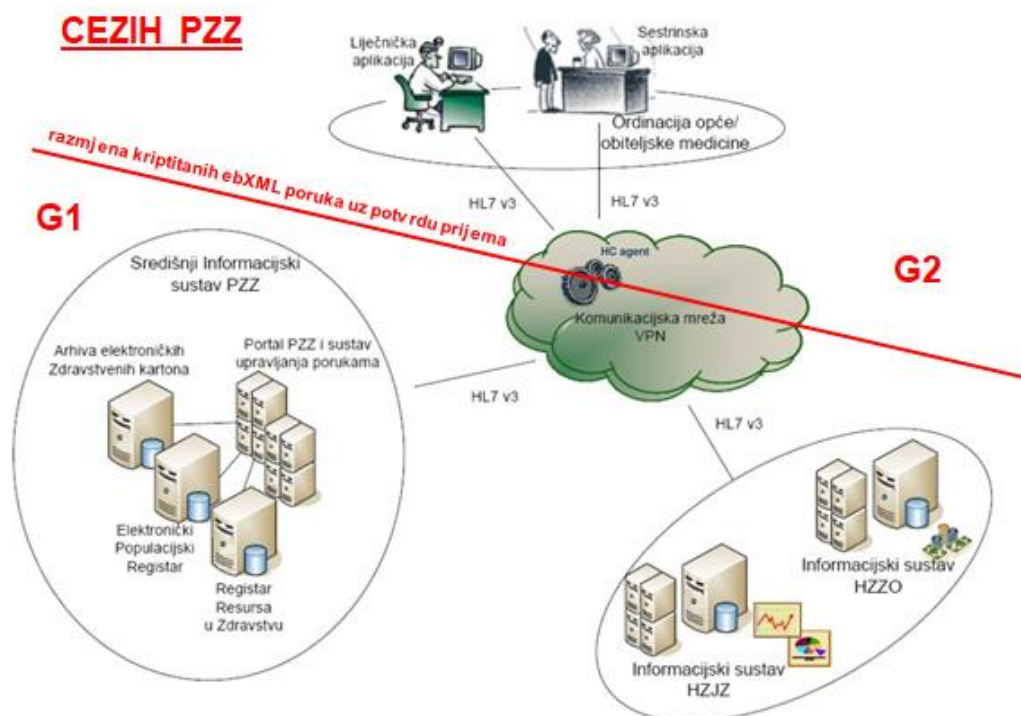 CEZIH PZZ
Liječnička
aplikacija
Sestrinska
aplikacija
Ordinacija opće/
obiteljske medicine
razmjena kriptitanih ebXML poruka uz potvrdu prijema
HL7 v3
HL7 v3
G1
G2
HC agent
Komunikacijska mreža
VPN
Središnji Informacijski
sustav PZZ
Arhiva elektroničkih
Zdravstvenih kartona
Portal PZZ i sustav
upravljanja porukama
HL7 v3
HL7 v3
Elektronički
Populacijski
Registar
Registar
Resursa
u Zdravstvu
Informacijski sustav
HZZO
Informacijski sustav
HZJZ